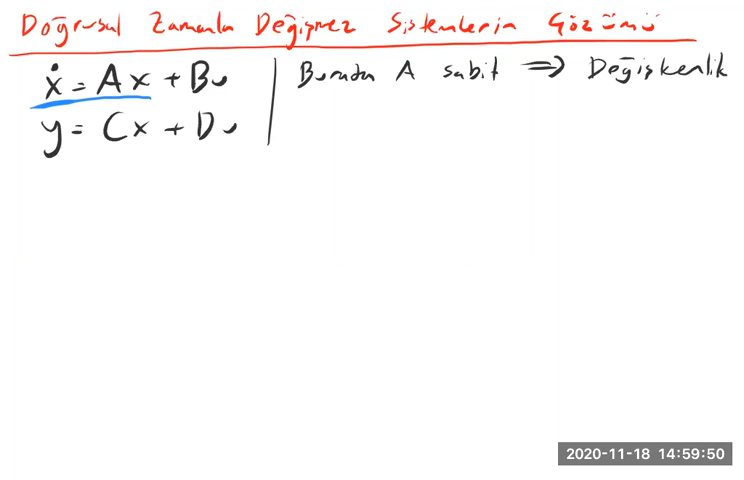 Doğrusal Zamanla Değişmez Sistemlerin Çözümü
ẋ = Ax + Bu
y = Cx + Du
Burada A sabit ⇒ Değişkenlik
2020-11-18 14:59:50